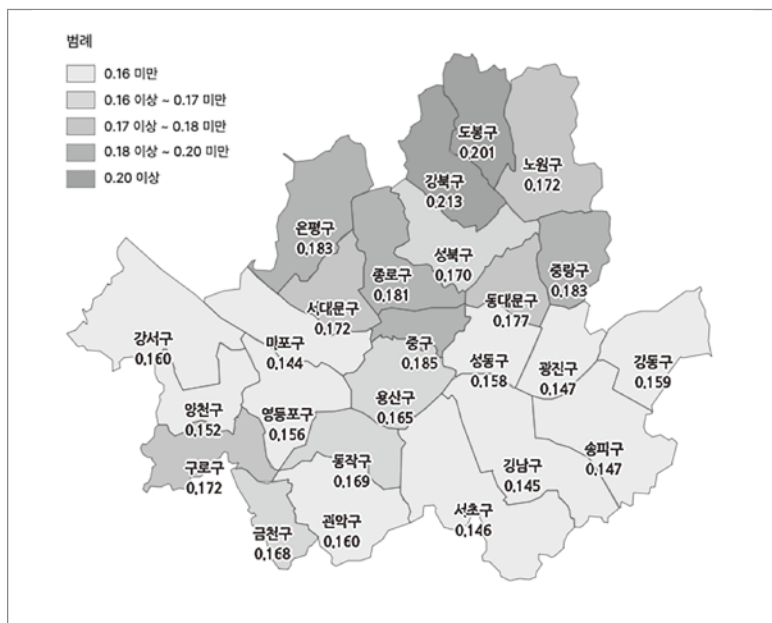 범례
0.16 미만
0.16 이상 ~ 0.17 미만
0.17 이상 ~ 0.18 미만
0.18 이상 ~ 0.20 미만
0.20 이상
도봉구
0.201
노원구
0.172
강북구
0.213
은평구
0.183
성북구
0.170
종로구
0.181
중랑구
0.183
서대문구
0.172
동대문구
0.177
강서구
0.160
마포구
0.144
중구
0.185
성동구
0.158
광진구
0.147
강동구
0.159
양천구
0.152
영등포구
0.156
용산구
0.165
송파구
0.147
구로구
0.172
동작구
0.169
강남구
0.145
금천구
0.168
관악구
0.160
서초구
0.146